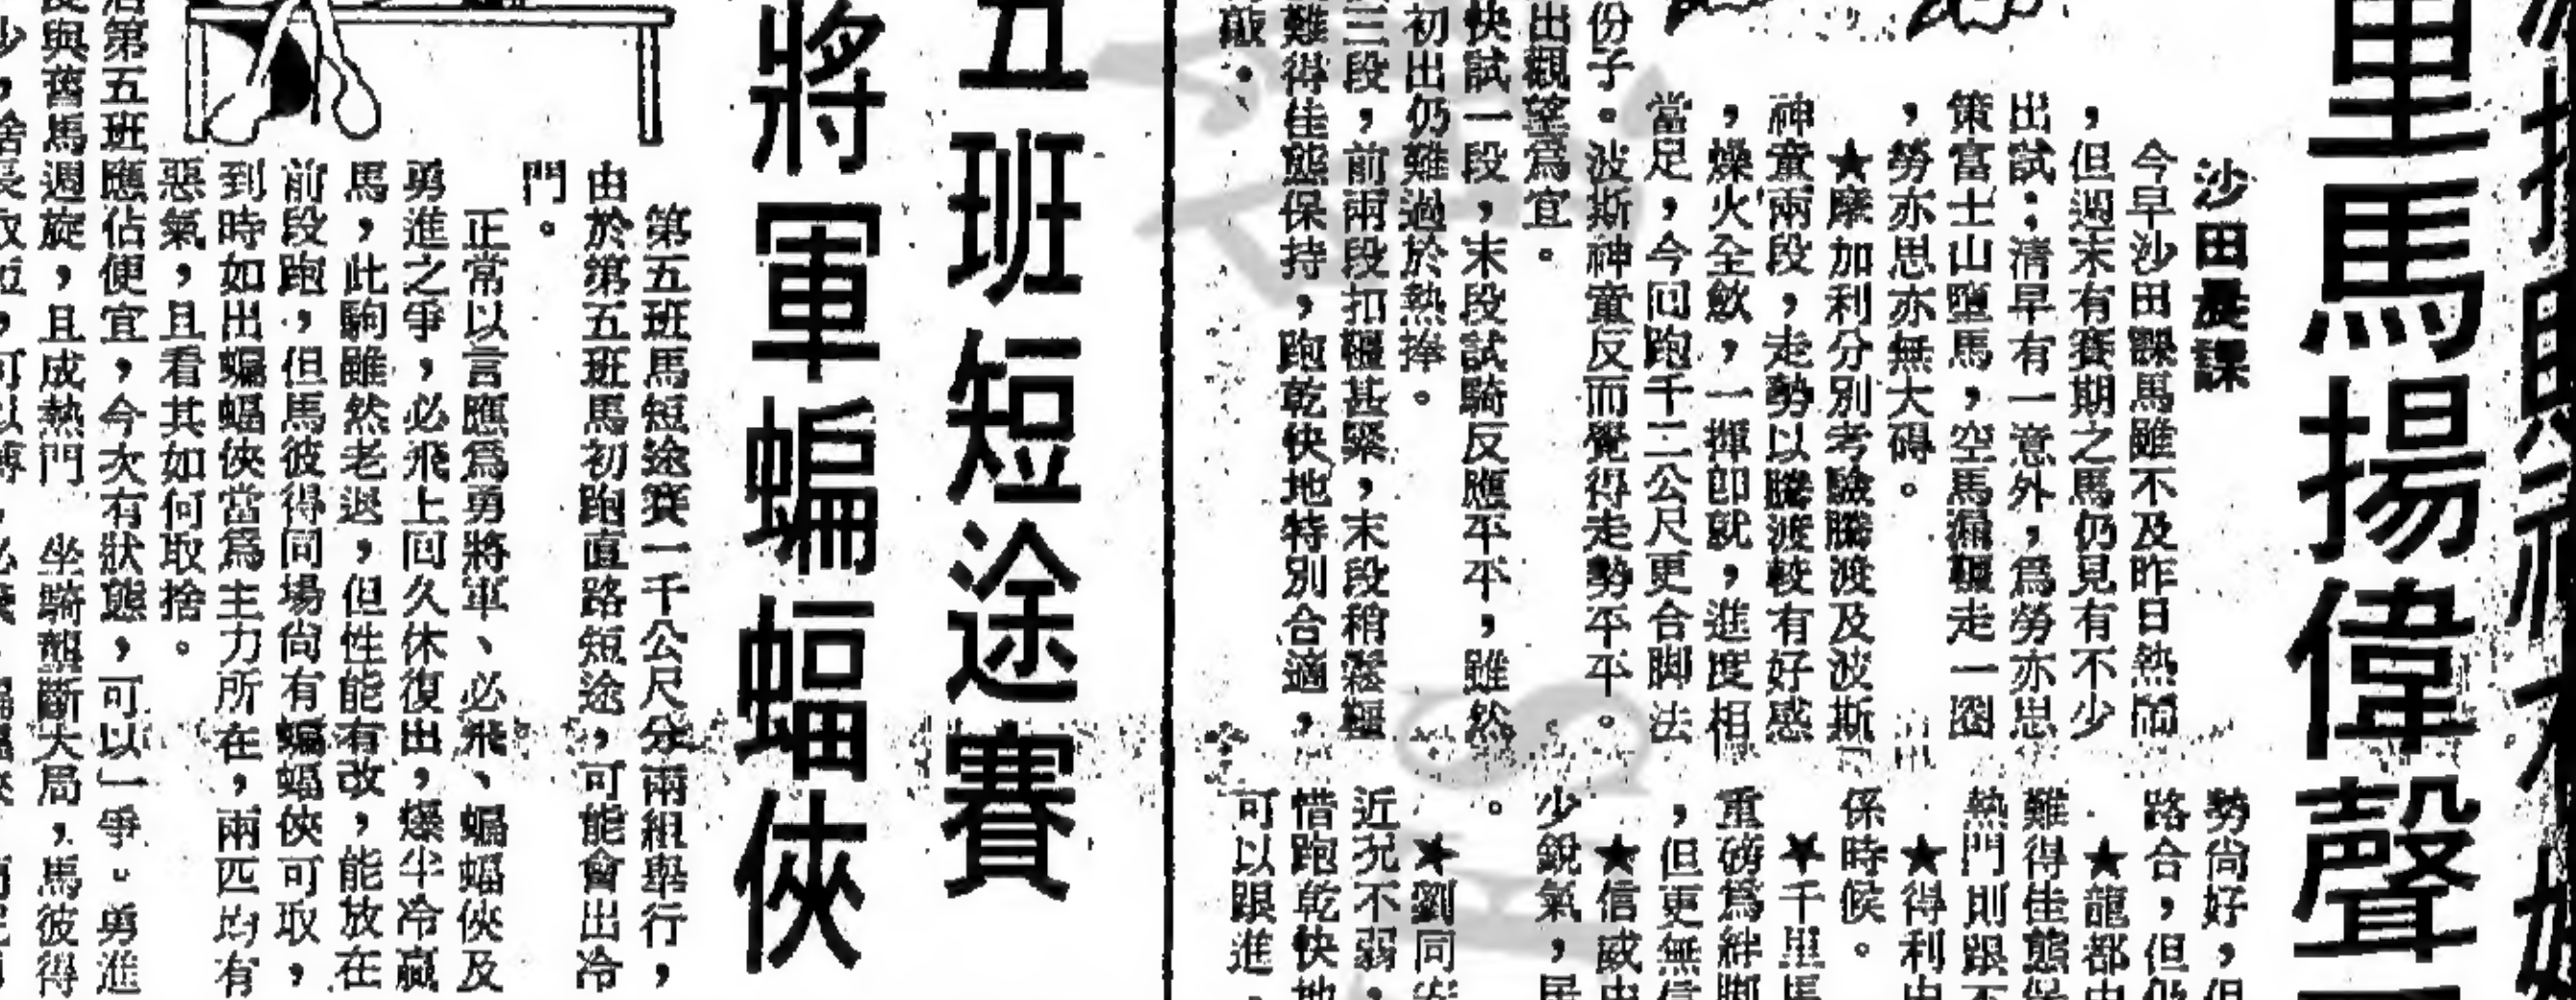 里馬揚偉聲
沙田晨課
今早沙田課馬雖不及昨日熱鬧
，但週末有賽期之馬仍見有不少
出試；清早有一意外，爲勞亦思
策富士山墮馬，空馬漏韁走一圈
，勞亦思亦無大碍。
★摩加利分別考驗騰渡及波斯
神童兩段，走勢以騰渡較有好感
，燥火全歛，一揮卽就，進度相
當足，今回跑千二公尺更合脚法
份子。波斯神童反而覺得走勢平平。
出觀望爲宜。
快試一段，末段試騎反應平平，雖然
初出仍難過於熱捧。
三段，前兩段扣韁甚緊，末段稍鬆韁
難得佳態保持，跑乾快地特別合適，
敲。
勢尚好，但
路合，但仍
★龍都
難得佳態保
熱門則跟不
★得利
係時候。
★千里馬
重磅爲絆脚
，但更無信
★信威
少銳氣，居
。
★劉同
近況不弱，
惜跑乾快地
可以跟進。
五班短途賽
將軍蝙蝠俠
第五班馬短途賽一千公尺分兩組舉行，
由於第五班馬初跑直路短途，可能會出冷
門。
正常以言應爲勇將軍、必飛、蝙蝠俠及
勇進之爭，必飛上回久休復出，爆半冷贏
馬，此駒雖然老退，但性能有改，能放在
前段跑，但馬彼得同場尚有蝙蝠俠可取，
到時如出蝙蝠俠當爲主力所在，兩匹均有
惡氣，且看其如何取捨。
第五班應佔便宜，今次有狀態，可以一爭。勇進
與舊馬週旋，且成熱門 坐騎壟斷大局，馬彼得